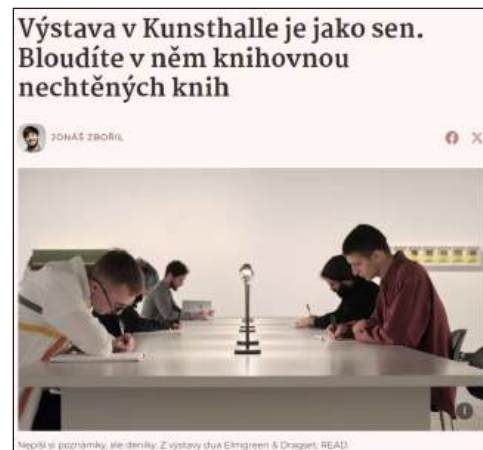 Výstava v Kunsthalle je jako sen.
Bloudíte v něm knihovnou
nechtěných knih
JONÁŠ ZBOŘIL
Nepíší si poznámky, ale deníky. Z výstavy dua Elmgreen & Dragset: READ.